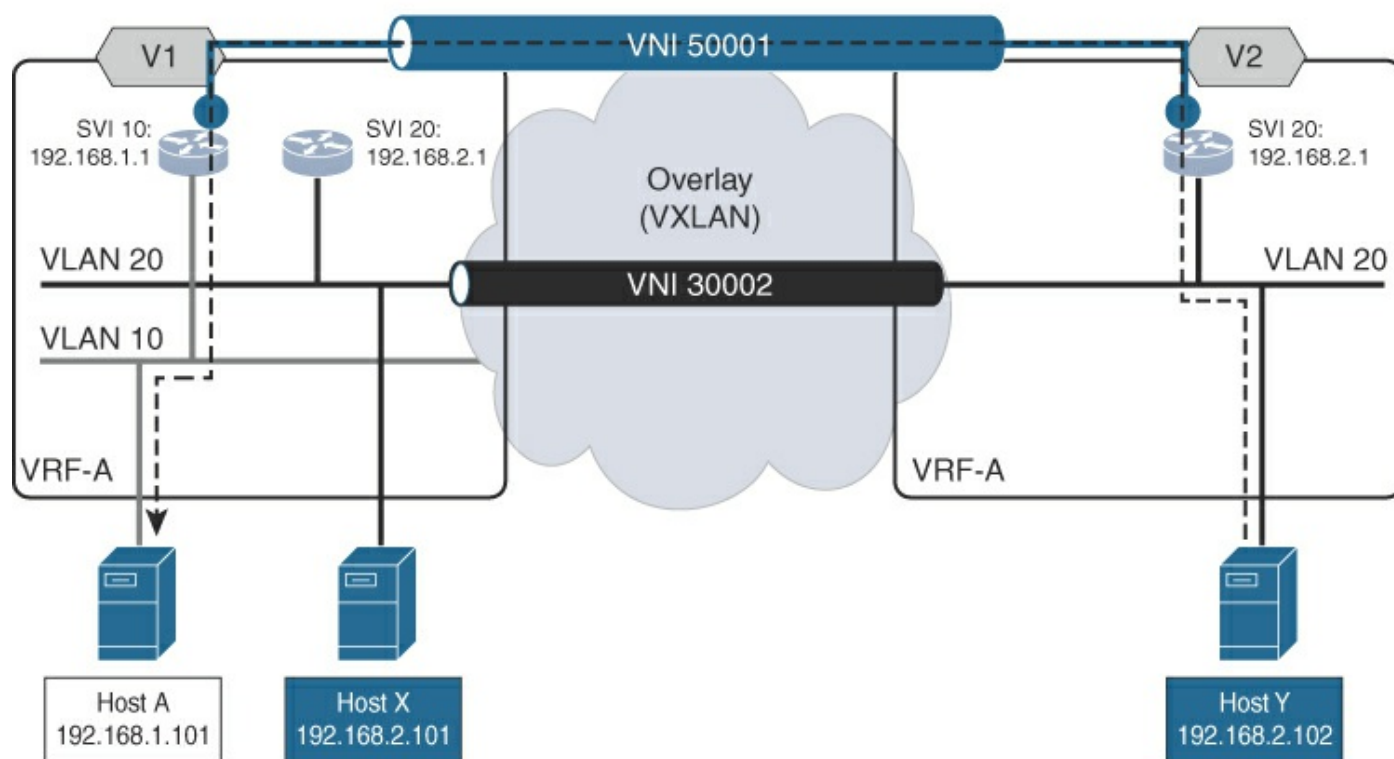 VNI 50001
V1
V2
SVI 10:
192.168.1.1
SVI 20:
192.168.2.1
SVI 20:
192.168.2.1
Overlay
(VXLAN)
VLAN 20
VNI 30002
VLAN 20
VLAN 10
VRF-A
VRF-A
Host A
192.168.1.101
Host X
192.168.2.101
Host Y
192.168.2.102